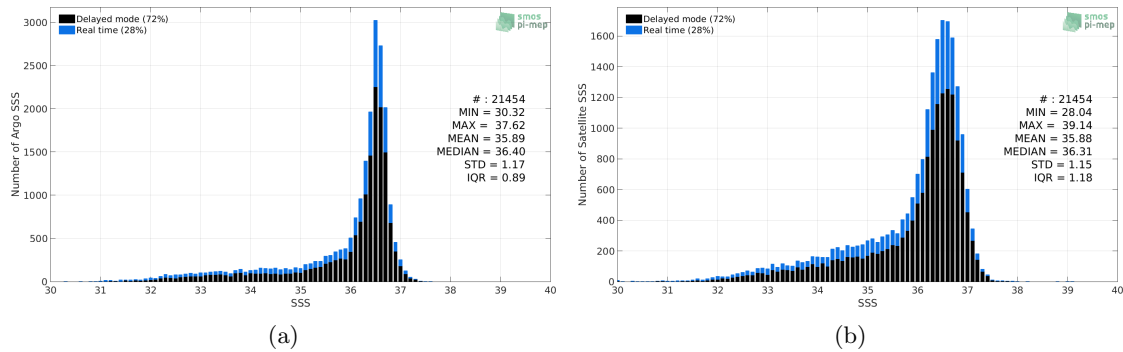 Delayed mode (72%)
Real time (28%)
smos
pi-mep
# : 21454
MIN = 30.32
MAX = 37.62
MEAN = 35.89
MEDIAN = 36.40
STD = 1.17
IQR = 0.89
Number of Argo SSS
3000
2500
2000
1500
1000
500
0
30 31 32 33 34 35 36 37 38 39 40
SSS
(a)
Delayed mode (72%)
Real time (28%)
smos
pi-mep
# : 21454
MIN = 28.04
MAX = 39.14
MEAN = 35.88
MEDIAN = 36.31
STD = 1.15
IQR = 1.18
Number of Satellite SSS
1600
1400
1200
1000
800
600
400
200
0
30 31 32 33 34 35 36 37 38 39 40
SSS
(b)